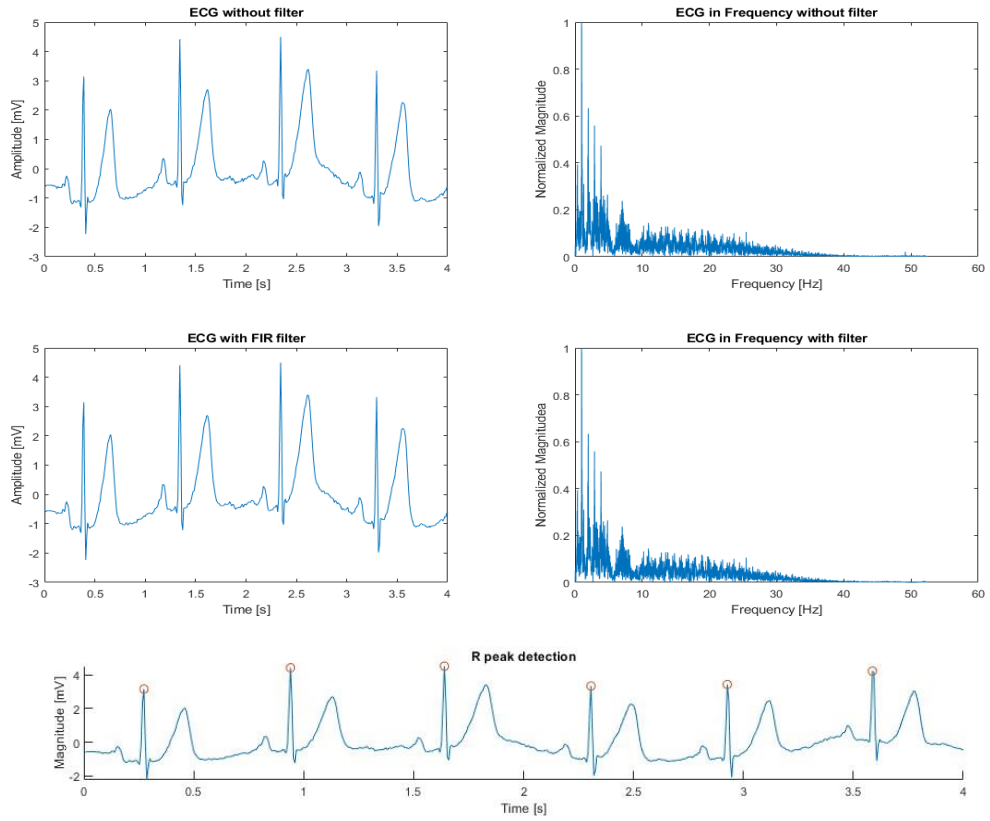 ECG without filter
5
4
3
2
1
0
-1
-2
-3
Amplitude [mV]
0 0.5 1 1.5 2 2.5 3 3.5 4
Time [s]
ECG in Frequency without filter
1
0.8
0.6
0.4
0.2
0
Normalized Magnitude
0 10 20 30 40 50 60
Frequency [Hz]
ECG with FIR filter
5
4
3
2
1
0
-1
-2
-3
Amplitude [mV]
0 0.5 1 1.5 2 2.5 3 3.5 4
Time [s]
ECG in Frequency with filter
1
0.8
0.6
0.4
0.2
0
Normalized Magnitudea
0 10 20 30 40 50 60
Frequency [Hz]
R peak detection
4
2
0
-2
Magnitude [mV]
0 0.5 1 1.5 2 2.5 3 3.5 4
Time [s]